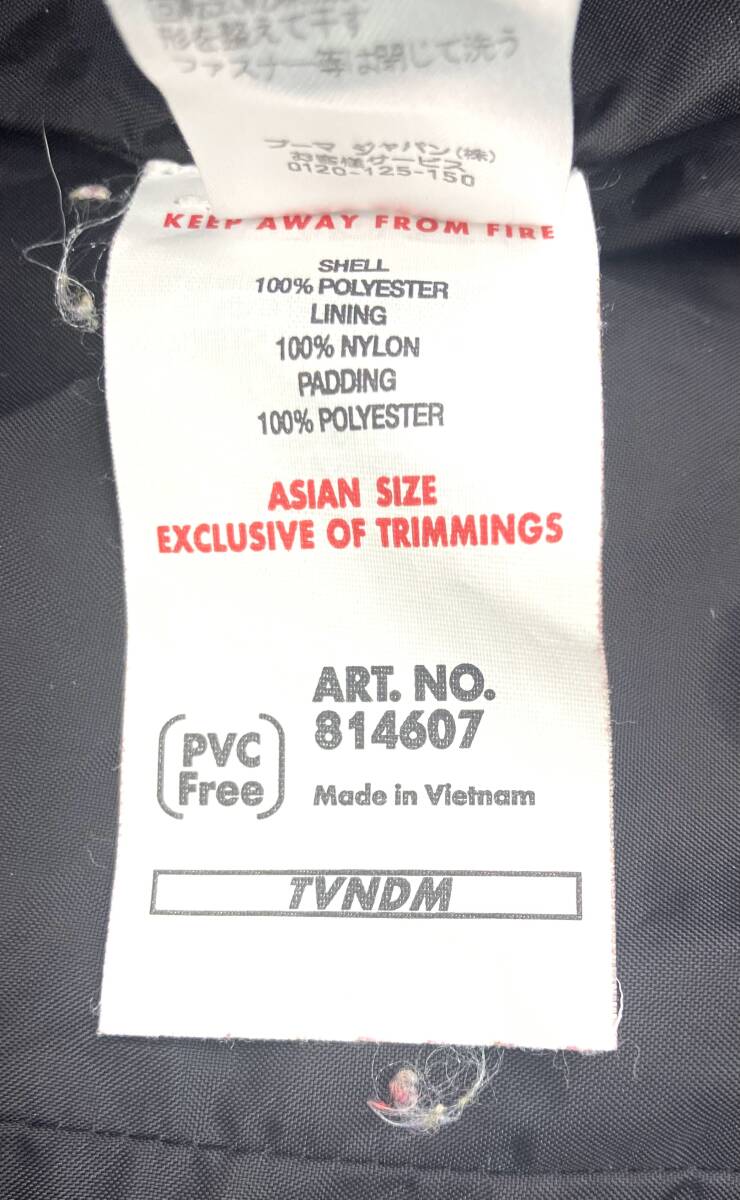 形を整えて干す
ファスナー等は閉じて洗う
プーマ ジャパン(株)
お客様サービス
0120-125-150
KEEP AWAY FROM FIRE
SHELL
100% POLYESTER
LINING
100% NYLON
PADDING
100% POLYESTER
ASIAN SIZE
EXCLUSIVE OF TRIMMINGS
ART. NO.
814607
PVC
Free
Made in Vietnam
TVNDM